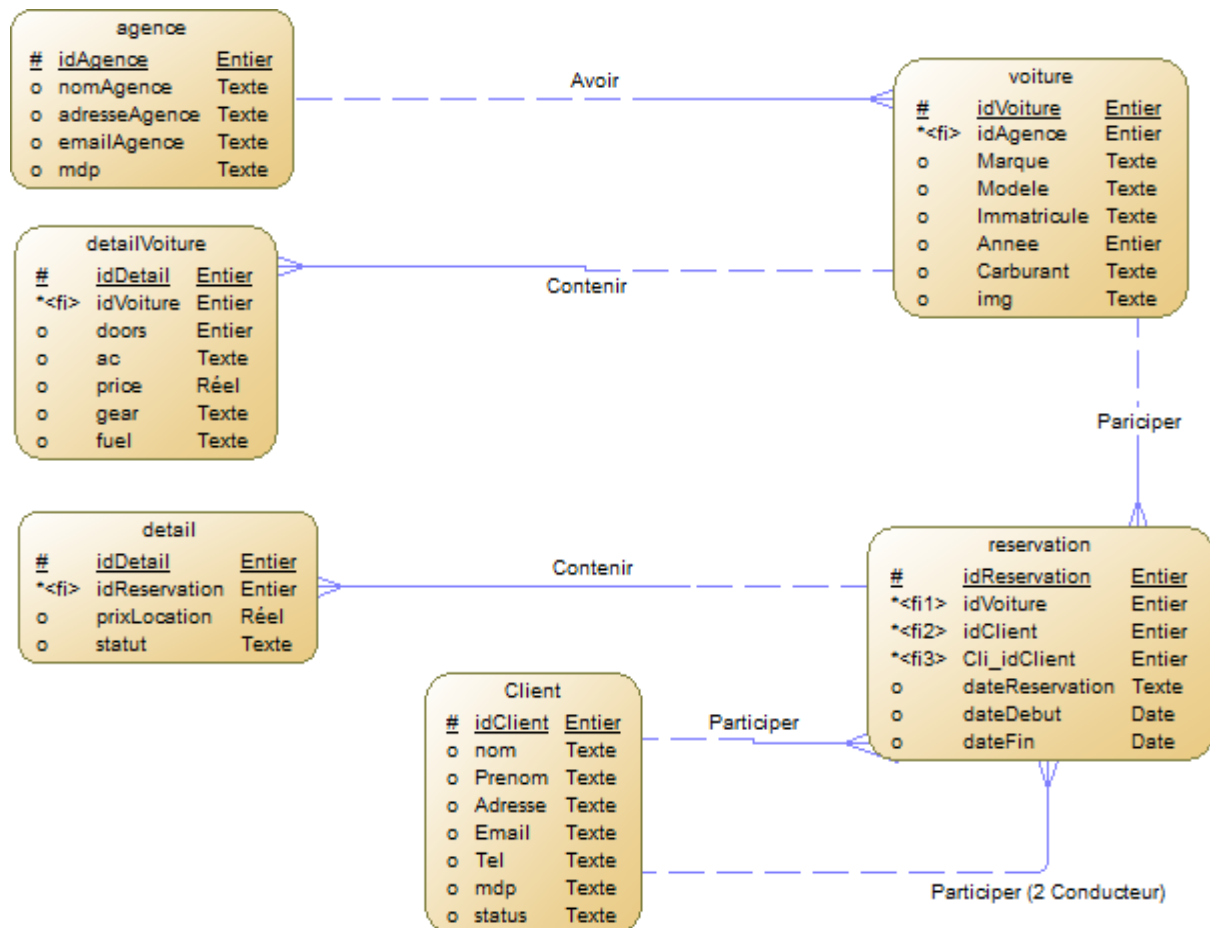 agence
# idAgence Entier
o nomAgence Texte
o adresseAgence Texte
o emailAgence Texte
o mdp Texte
Avoir
voiture
# idVoiture Entier
*<fi> idAgence Entier
o Marque Texte
o Modele Texte
o Immatricule Texte
o Annee Entier
o Carburant Texte
o img Texte
detailVoiture
# idDetail Entier
*<fi> idVoiture Entier
o doors Entier
o ac Texte
o price Réel
o gear Texte
o fuel Texte
Contenir
Pariciper
detail
# idDetail Entier
*<fi> idReservation Entier
o prixLocation Réel
o statut Texte
Contenir
reservation
# idReservation Entier
*<fi1> idVoiture Entier
*<fi2> idClient Entier
*<fi3> Cli_idClient Entier
o dateReservation Texte
o dateDebut Date
o dateFin Date
Client
# idClient Entier
o nom Texte
o Prenom Texte
o Adresse Texte
o Email Texte
o Tel Texte
o mdp Texte
o status Texte
Participer
Participer (2 Conducteur)